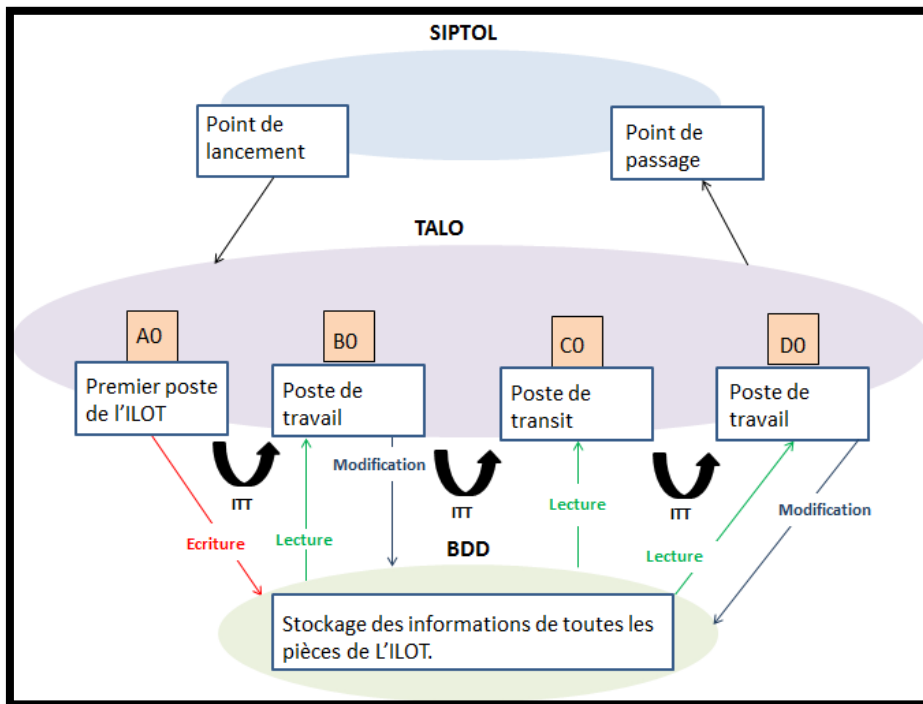 SIPTOL
Point de
lancement
Point de
passage
TALO
A0
B0
C0
D0
Premier poste
de l'ILOT
Poste de
travail
Poste de
transit
Poste de
travail
Modification
ITT
ITT
ITT
Lecture
Modification
Ecriture
Lecture
Lecture
BDD
Stockage des informations de toutes les
pièces de L'ILOT.